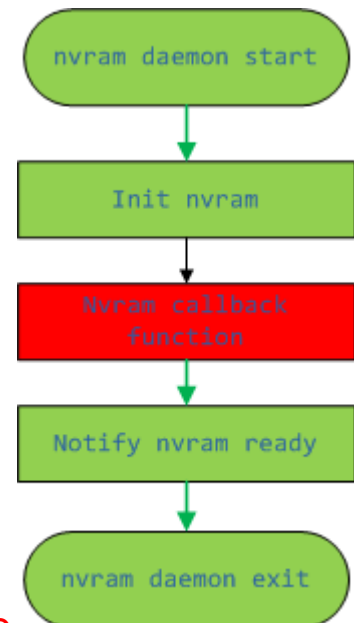 nvram daemon start
Init nvram
Nvram callback
function
Notify nvram ready
nvram daemon exit